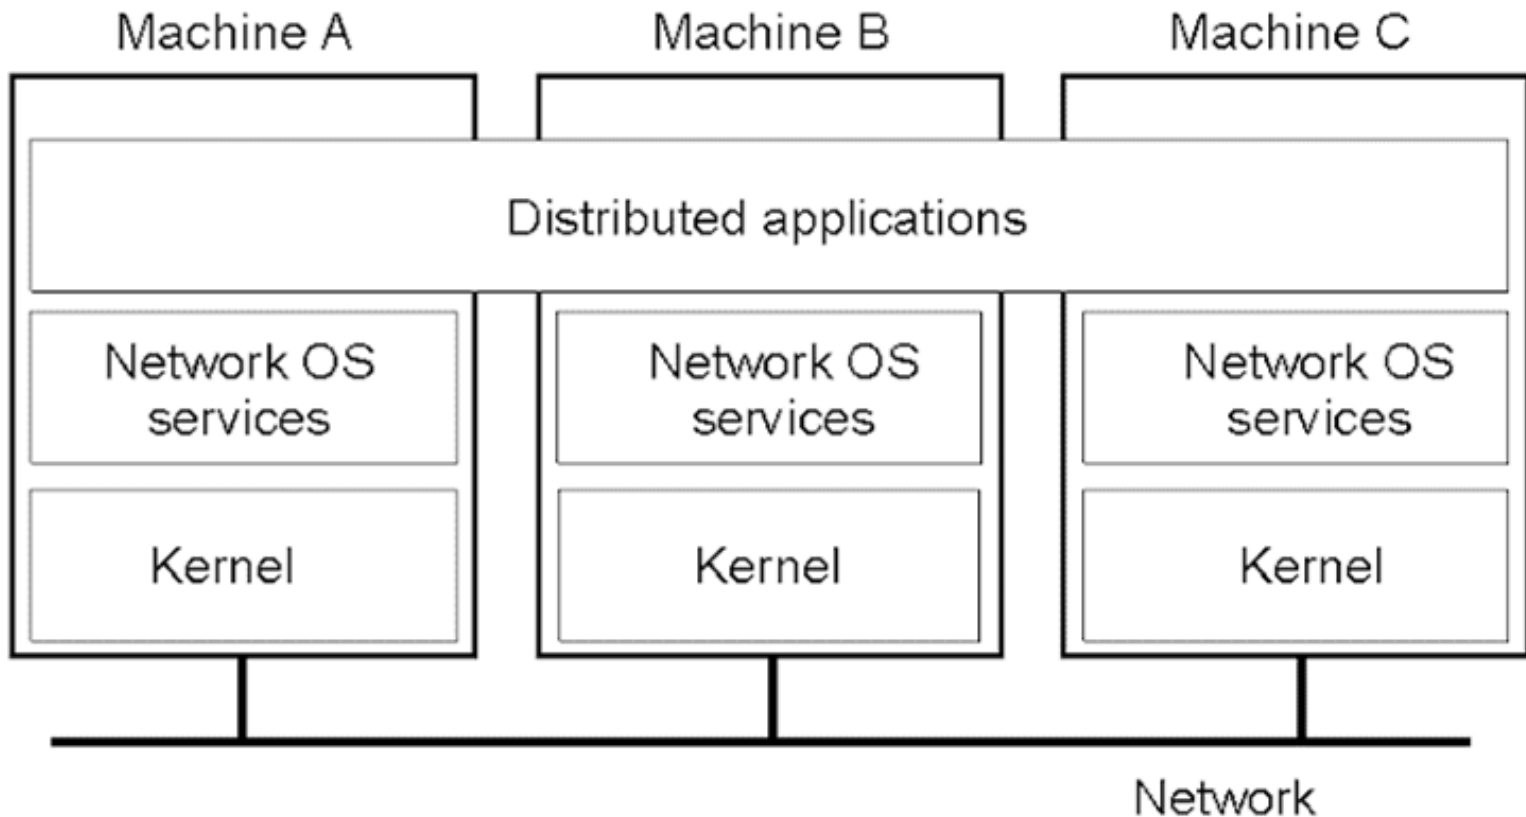 Machine A
Machine B
Machine C
Distributed applications
Network OS
services
Network OS
services
Network OS
services
Kernel
Kernel
Kernel
Network